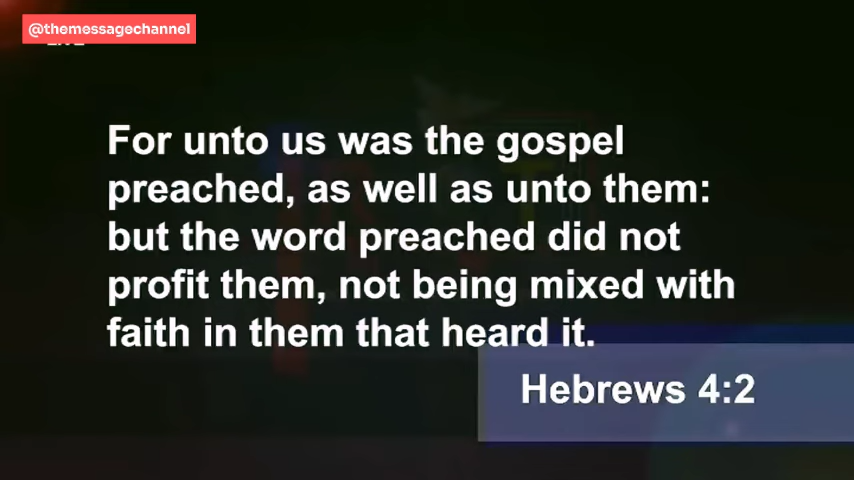 @themessagechannel
For unto us was the gospel
preached, as well as unto them:
but the word preached did not
profit them, not being mixed with
faith in them that heard it.
Hebrews 4:2